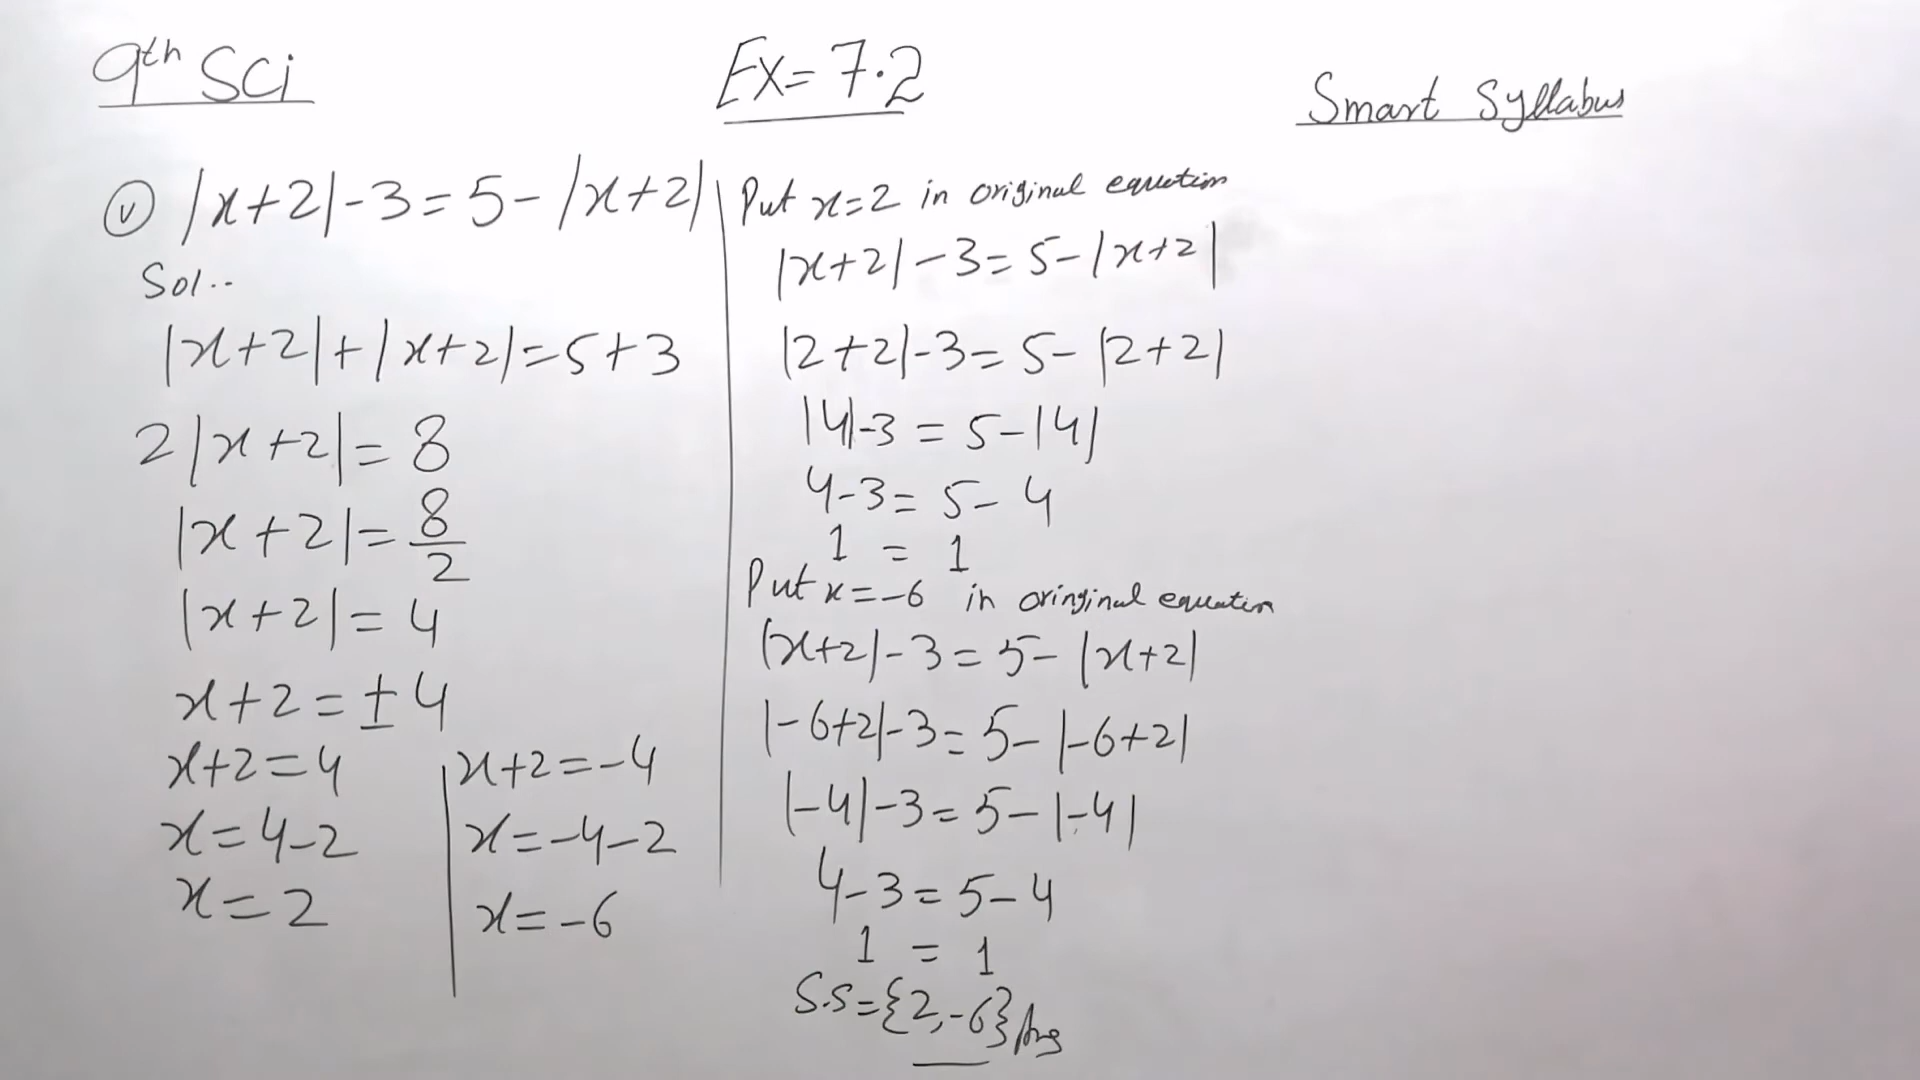 9th Sci
Ex = 7.2
Smart Syllabus
(v) |x+2|-3=5-|x+2|
Sol..
|x+2|+|x+2|=5+3
2|x+2|=8
|x+2|=8/2
|x+2|=4
x+2=±4
x+2=4
x=4-2
x=2
x+2=-4
x=-4-2
x=-6
Put x=2 in original equation
|x+2|-3=5-|x+2|
|2+2|-3=5-|2+2|
|4|-3=5-|4|
4-3=5-4
1=1
Put x=-6 in oringinal equation
|x+2|-3=5-|x+2|
|-6+2|-3=5-|-6+2|
|-4|-3=5-|-4|
4-3=5-4
1=1
S.S={2,-6} Ans